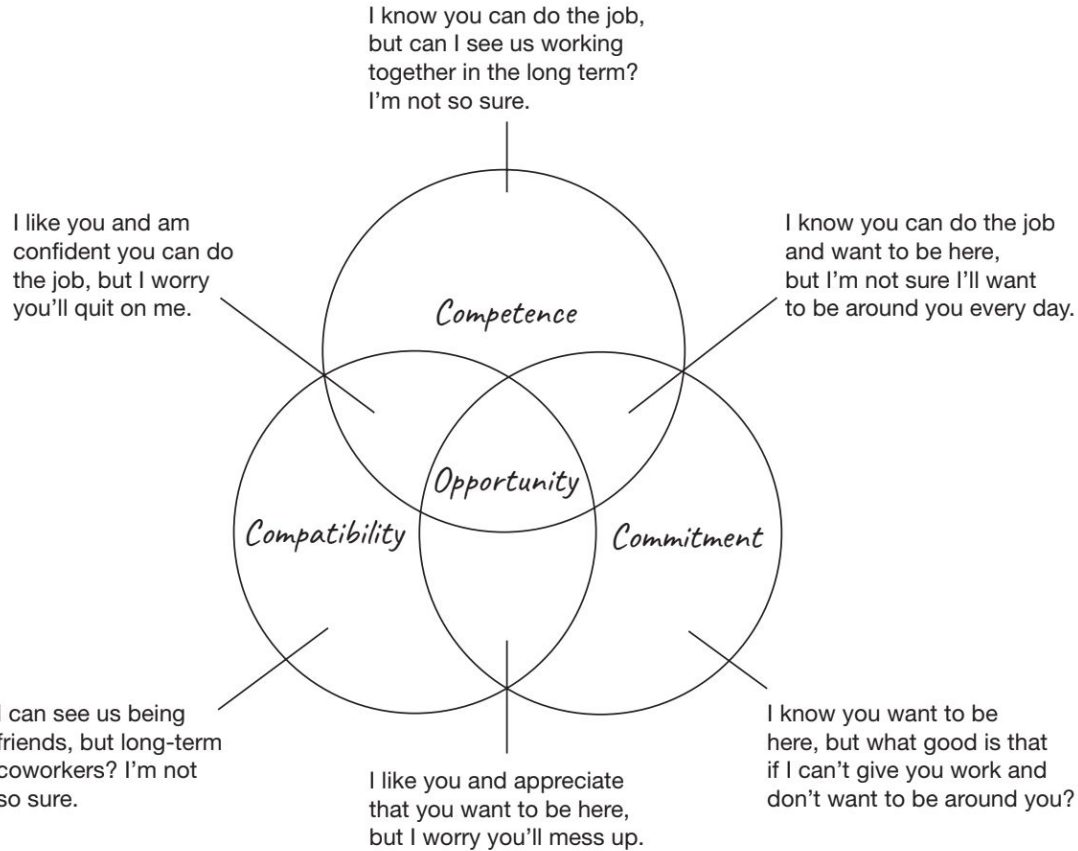 I know you can do the job,
but can I see us working
together in the long term?
I'm not so sure.
I like you and am
confident you can do
the job, but I worry
you'll quit on me.
I know you can do the job
and want to be here,
but I'm not sure I'll want
to be around you every day.
Competence
Opportunity
Compatibility
Commitment
I can see us being
friends, but long-term
coworkers? I'm not
so sure.
I like you and appreciate
that you want to be here,
but I worry you'll mess up.
I know you want to be
here, but what good is that
if I can't give you work and
don't want to be around you?